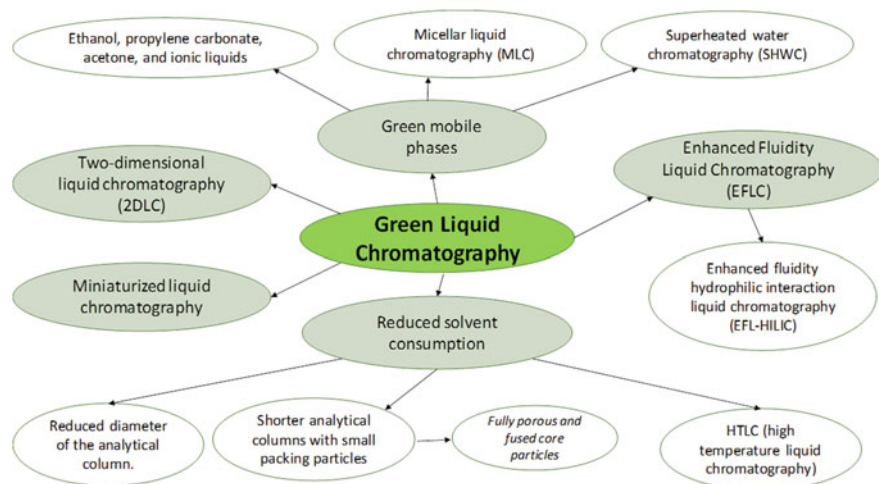 Ethanol, propylene carbonate,
acetone, and ionic liquids
Micellar liquid
chromatography (MLC)
Superheated water
chromatography (SHWC)
Green mobile
phases
Two-dimensional
liquid chromatography
(2DLC)
Enhanced Fluidity
Liquid Chromatography
(EFLC)
Green Liquid
Chromatography
Miniaturized liquid
chromatography
Enhanced fluidity
hydrophilic interaction
liquid chromatography
(EFL-HILIC)
Reduced solvent
consumption
Reduced diameter
of the analytical
column.
Shorter analytical
columns with small
packing particles
Fully porous and
fused core
particles
HTLC (high
temperature liquid
chromatography)